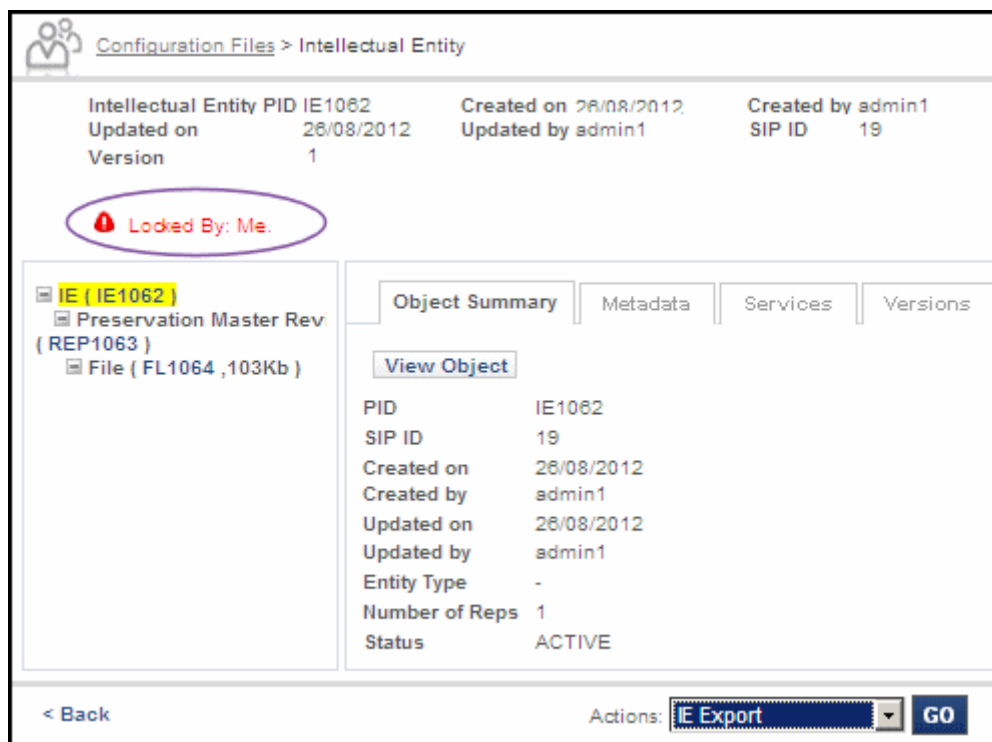 Configuration Files > Intellectual Entity
Intellectual Entity PID IE1062 Created on 26/08/2012 Created by admin1
Updated on 26/08/2012 Updated by admin1 SIP ID 19
Version 1
Locked By: Me.
IE ( IE1062 )
Preservation Master Revi
( REP1063 )
File ( FL1064 ,103Kb )
Object Summary Metadata Services Versions
View Object
PID IE1062
SIP ID 19
Created on 26/08/2012
Created by admin1
Updated on 26/08/2012
Updated by admin1
Entity Type -
Number of Reps 1
Status ACTIVE
< Back Actions: IE Export GO